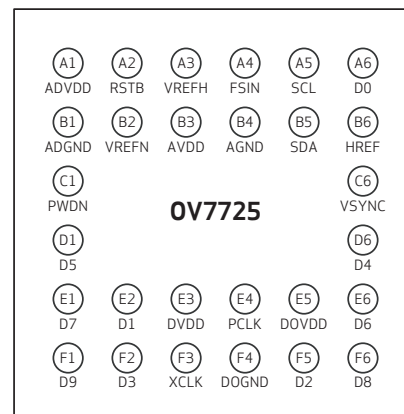 A1 A2 A3 A4 A5 A6
ADVDD RSTB VREFH FSIN SCL D0
B1 B2 B3 B4 B5 B6
ADGND VREFN AVDD AGND SDA HREF
C1 C6
PWDN VSYNC
OV7725
D1 D6
D5 D4
E1 E2 E3 E4 E5 E6
D7 D1 DVDD PCLK DOVDD D6
F1 F2 F3 F4 F5 F6
D9 D3 XCLK DOGND D2 D8